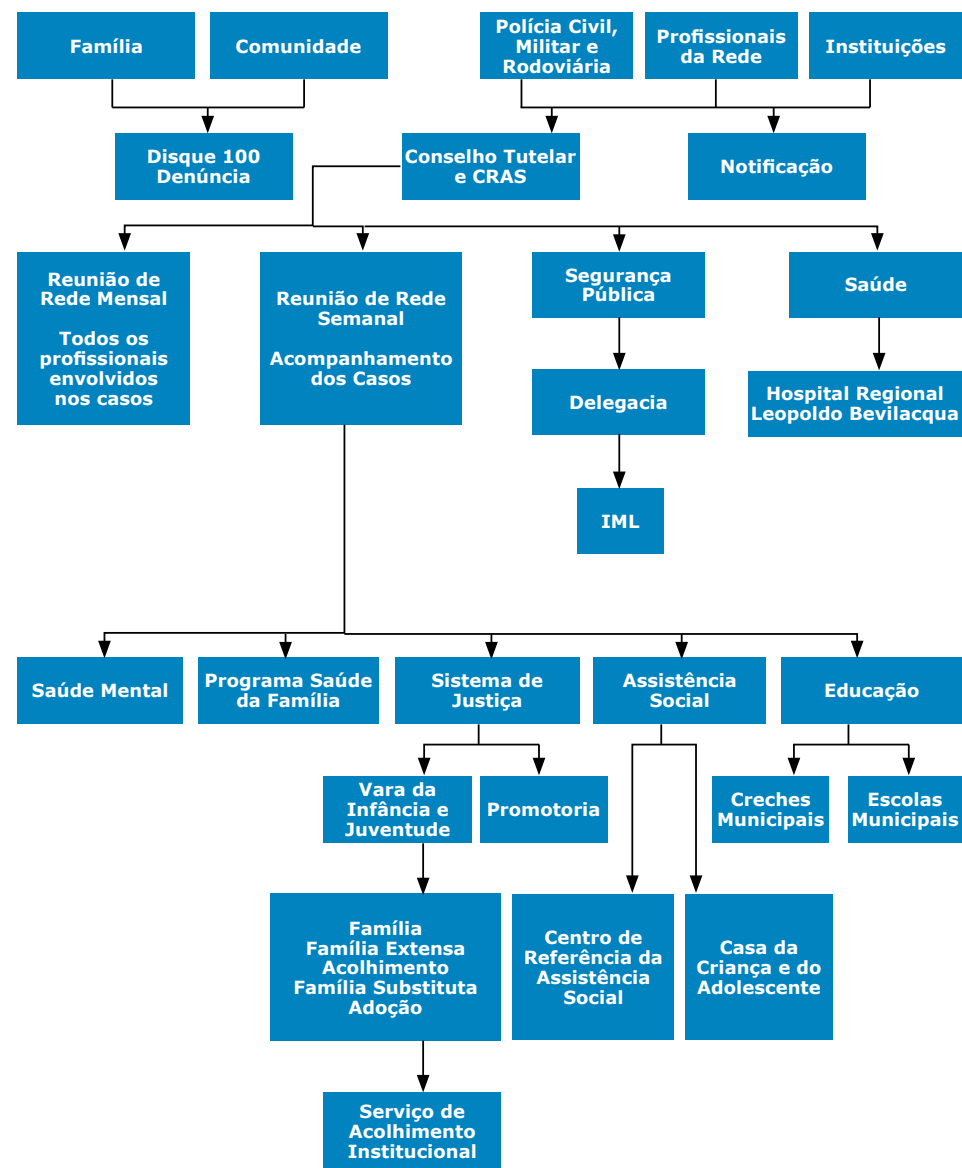 Família
Comunidade
Polícia Civil,
Militar e
Rodoviária
Profissionais
da Rede
Instituições
Disque 100
Denúncia
Conselho Tutelar
e CRAS
Notificação
Reunião de
Rede Mensal
Todos os
profissionais
envolvidos
nos casos
Reunião de Rede
Semanal
Acompanhamento
dos Casos
Segurança
Pública
Saúde
Delegacia
Hospital Regional
Leopoldo Bevilacqua
IML
Saúde Mental
Programa Saúde
da Família
Sistema de
Justiça
Assistência
Social
Educação
Vara da
Infância e
Juventude
Promotoria
Creches
Municipais
Escolas
Municipais
Família
Família Extensa
Acolhimento
Família Substituta
Adoção
Centro de
Referência da
Assistência
Social
Casa da
Criança e do
Adolescente
Serviço de
Acolhimento
Institucional